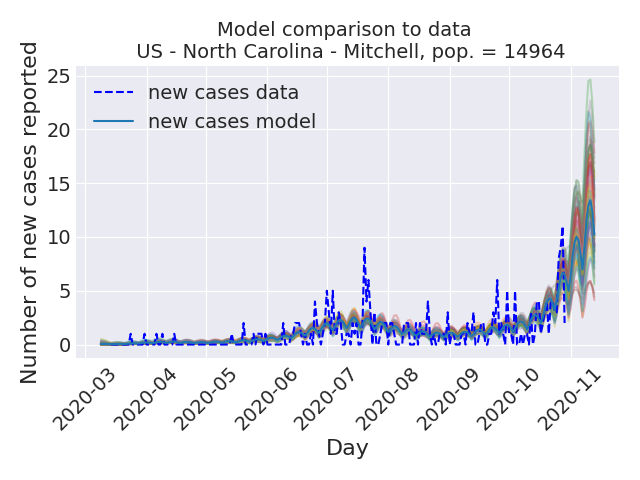 Model comparison to data
US - North Carolina - Mitchell, pop. = 14964
Number of new cases reported
25
20
15
10
5
0
new cases data
new cases model
2020-03
2020-04
2020-05
2020-06
2020-07
2020-08
2020-09
2020-10
2020-11
Day